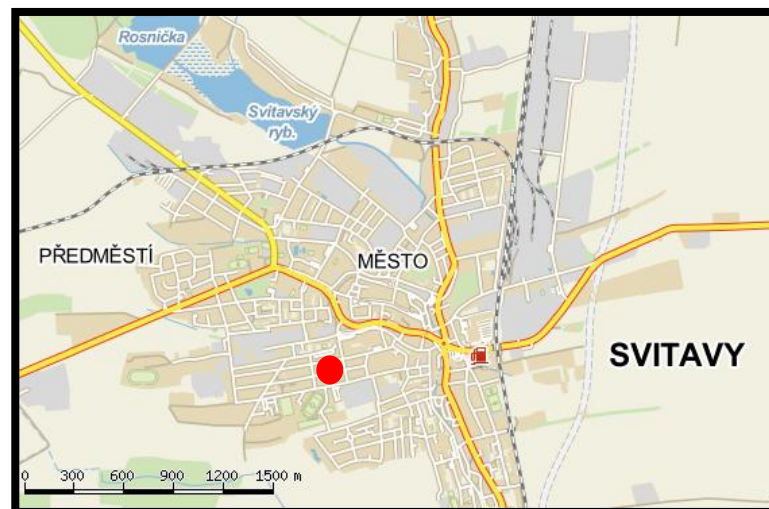 Rosnička
Svitavský
ryb.
PŘEDMĚSTÍ
MĚSTO
SVITAVY
0 300 600 900 1200 1500 m